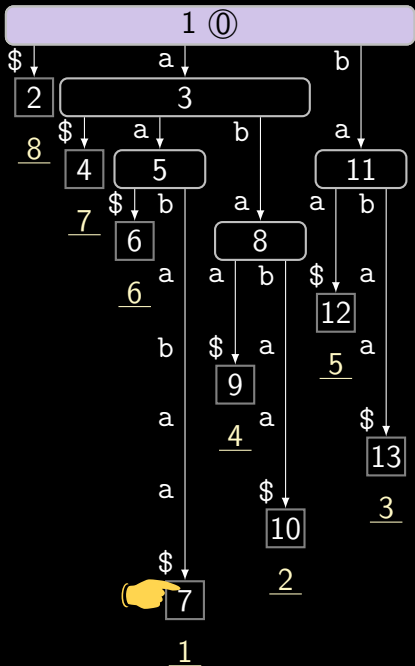 1 ⓪
$ a b
2 3
8 $ a b a
4 5 11
7 $ b a a b
6 8
6 a a b $ a
12
b $ a 5 a
9
a 4 a $
13
a $ 3
10
$ 2
7
1